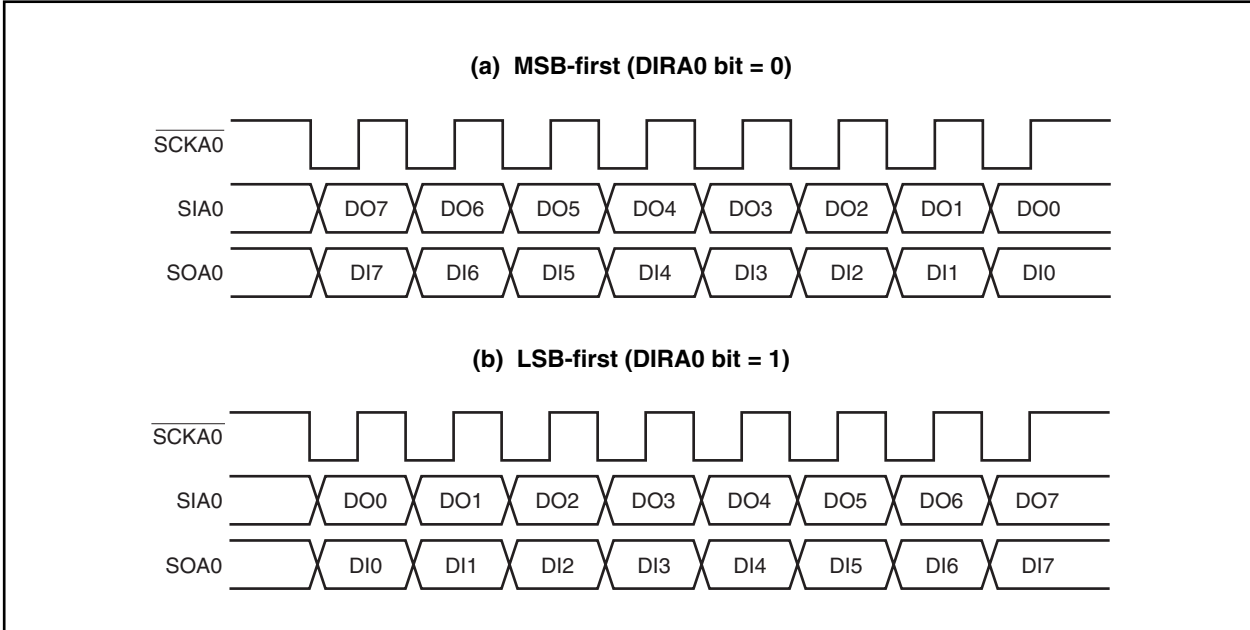 (a) MSB-first (DIRA0 bit = 0)
SCKA0
SIA0 DO7 DO6 DO5 DO4 DO3 DO2 DO1 DO0
SOA0 DI7 DI6 DI5 DI4 DI3 DI2 DI1 DI0
(b) LSB-first (DIRA0 bit = 1)
SCKA0
SIA0 DO0 DO1 DO2 DO3 DO4 DO5 DO6 DO7
SOA0 DI0 DI1 DI2 DI3 DI4 DI5 DI6 DI7